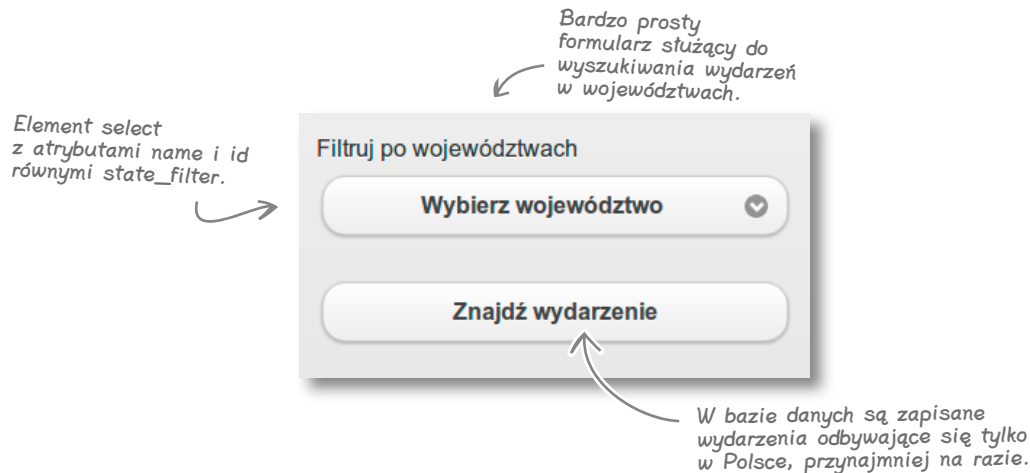 Bardzo prosty
formularz służący do
wyszukiwania wydarzeń
w województwach.
Element select
z atrybutami name i id
równymi state_filter.
Filtruj po województwach
Wybierz województwo
Znajdź wydarzenie
W bazie danych są zapisane
wydarzenia odbywające się tylko
w Polsce, przynajmniej na razie.